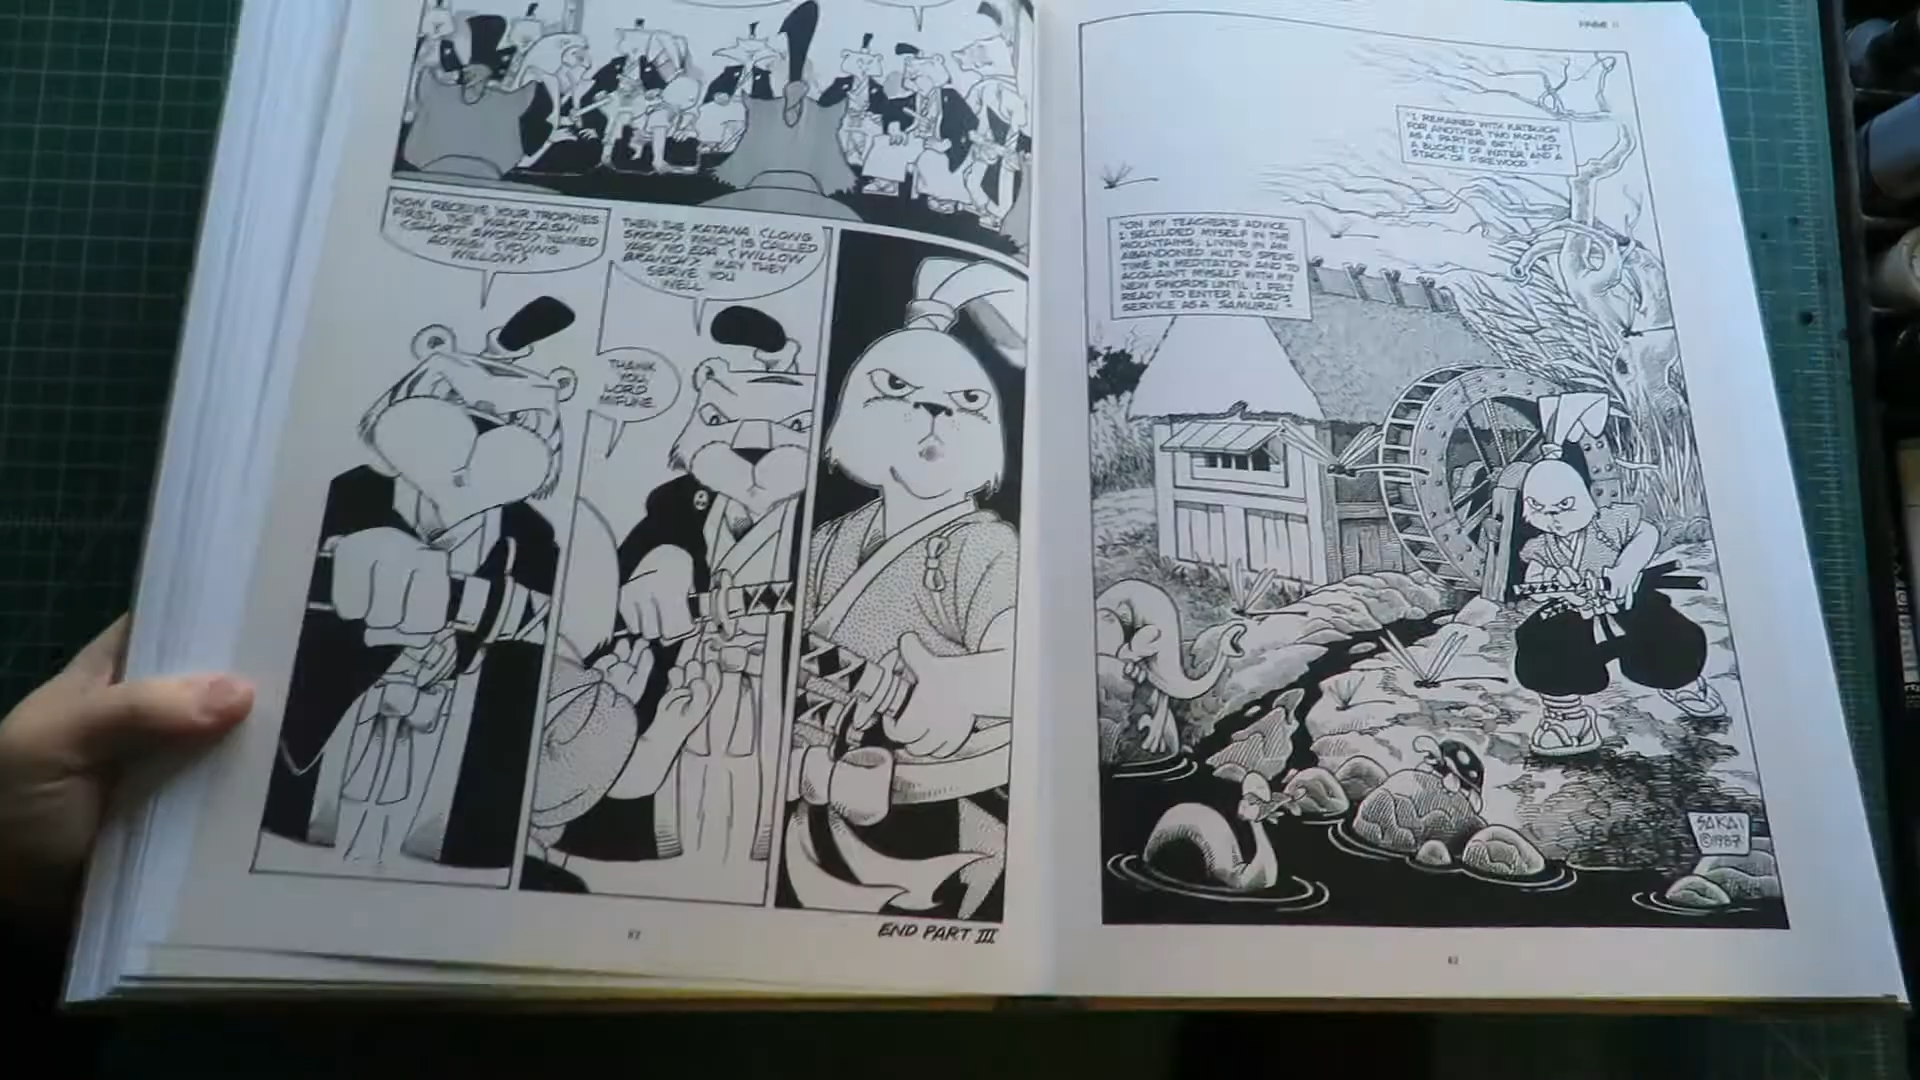 NOW RECEIVE YOUR TROPHIES
FIRST, THE WAKIZASHI
<SHORT SWORD> NAMED
AOYAGI <YOUNG
WILLOW>
THEN THE KATANA <LONG
SWORD> WHICH IS CALLED
YAGI NO EDA <WILLOW
BRANCH> MAY THEY
SERVE YOU
WELL
THANK
YOU
LORD
MIFUNE.
END PART III
"I REMAINED WITH KATSUICHI
FOR ANOTHER TWO MONTHS
AS A PARTING GIFT, I LEFT
A BUCKET OF WATER AND A
STACK OF FIREWOOD."
"ON MY TEACHER'S ADVICE,
I SECLUDED MYSELF IN THE
MOUNTAINS, LIVING IN AN
ABANDONED HUT TO SPEND
TIME IN MEDITATION AND TO
ACQUAINT MYSELF WITH MY
NEW SWORDS UNTIL I FELT
READY TO ENTER A LORD'S
SERVICE AS A SAMURAI."
SAKAI
©1987